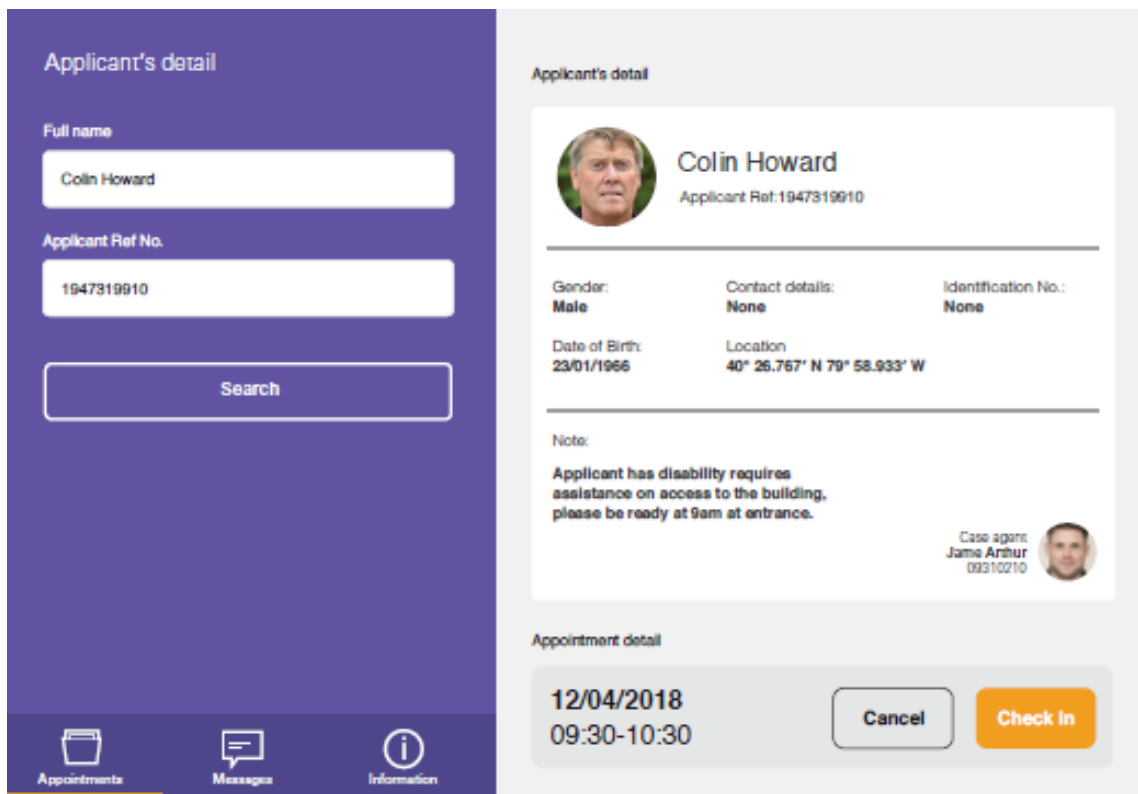 Applicant's detail
Full name
Colin Howard
Applicant Ref No.
1947319910
Search
Appointments
Messages
Information
Applicant's detail
Colin Howard
Applicant Ref:1947319910
Gender:
Male
Contact details:
None
Identification No.:
None
Date of Birth:
23/01/1966
Location
40° 26.767' N 79° 58.933' W
Note:
Applicant has disability requires
assistance on access to the building,
please be ready at 9am at entrance.
Case agent
Jame Arthur
09310210
Appointment detail
12/04/2018
09:30-10:30
Cancel
Check in